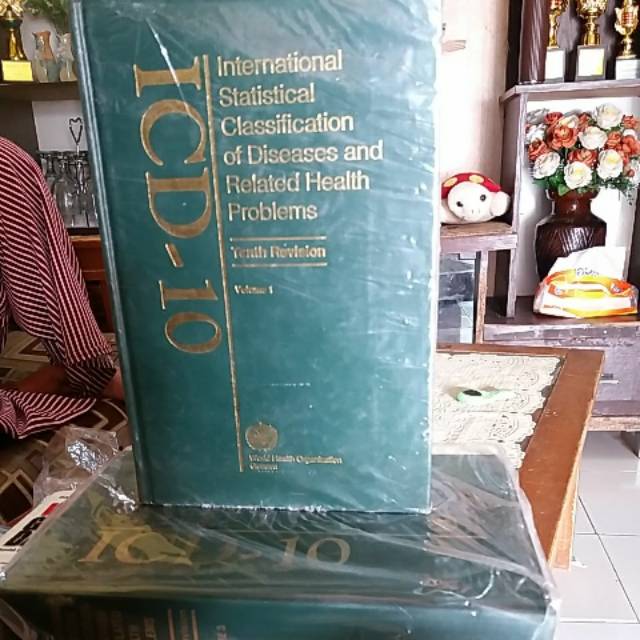 ICD-10
International
Statistical
Classification
of Diseases and
Related Health
Problems
Tenth Revision
Volume 1
World Health Organization
Geneva
ICD-10